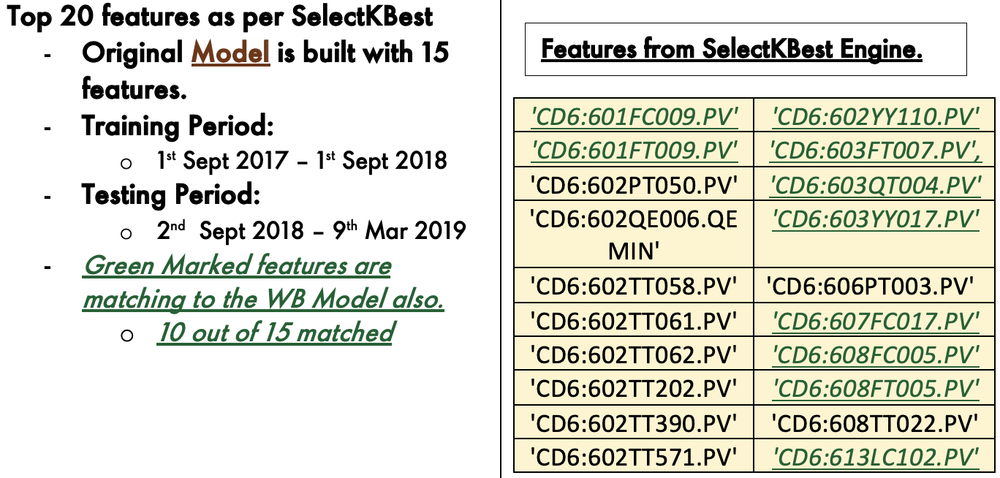 Top 20 features as per SelectKBest
- Original Model is built with 15
features.
- Training Period:
o 1st Sept 2017 – 1st Sept 2018
- Testing Period:
o 2nd  Sept 2018 – 9th Mar 2019
- Green Marked features are
matching to the WB Model also.
o 10 out of 15 matched
Features from SelectKBest Engine.
'CD6:601FC009.PV' 'CD6:602YY110.PV'
'CD6:601FT009.PV' 'CD6:603FT007.PV',
'CD6:602PT050.PV' 'CD6:603QT004.PV'
'CD6:602QE006.QE 'CD6:603YY017.PV'
MIN'
'CD6:602TT058.PV' 'CD6:606PT003.PV'
'CD6:602TT061.PV' 'CD6:607FC017.PV'
'CD6:602TT062.PV' 'CD6:608FC005.PV'
'CD6:602TT202.PV' 'CD6:608FT005.PV'
'CD6:602TT390.PV' 'CD6:608TT022.PV'
'CD6:602TT571.PV' 'CD6:613LC102.PV'